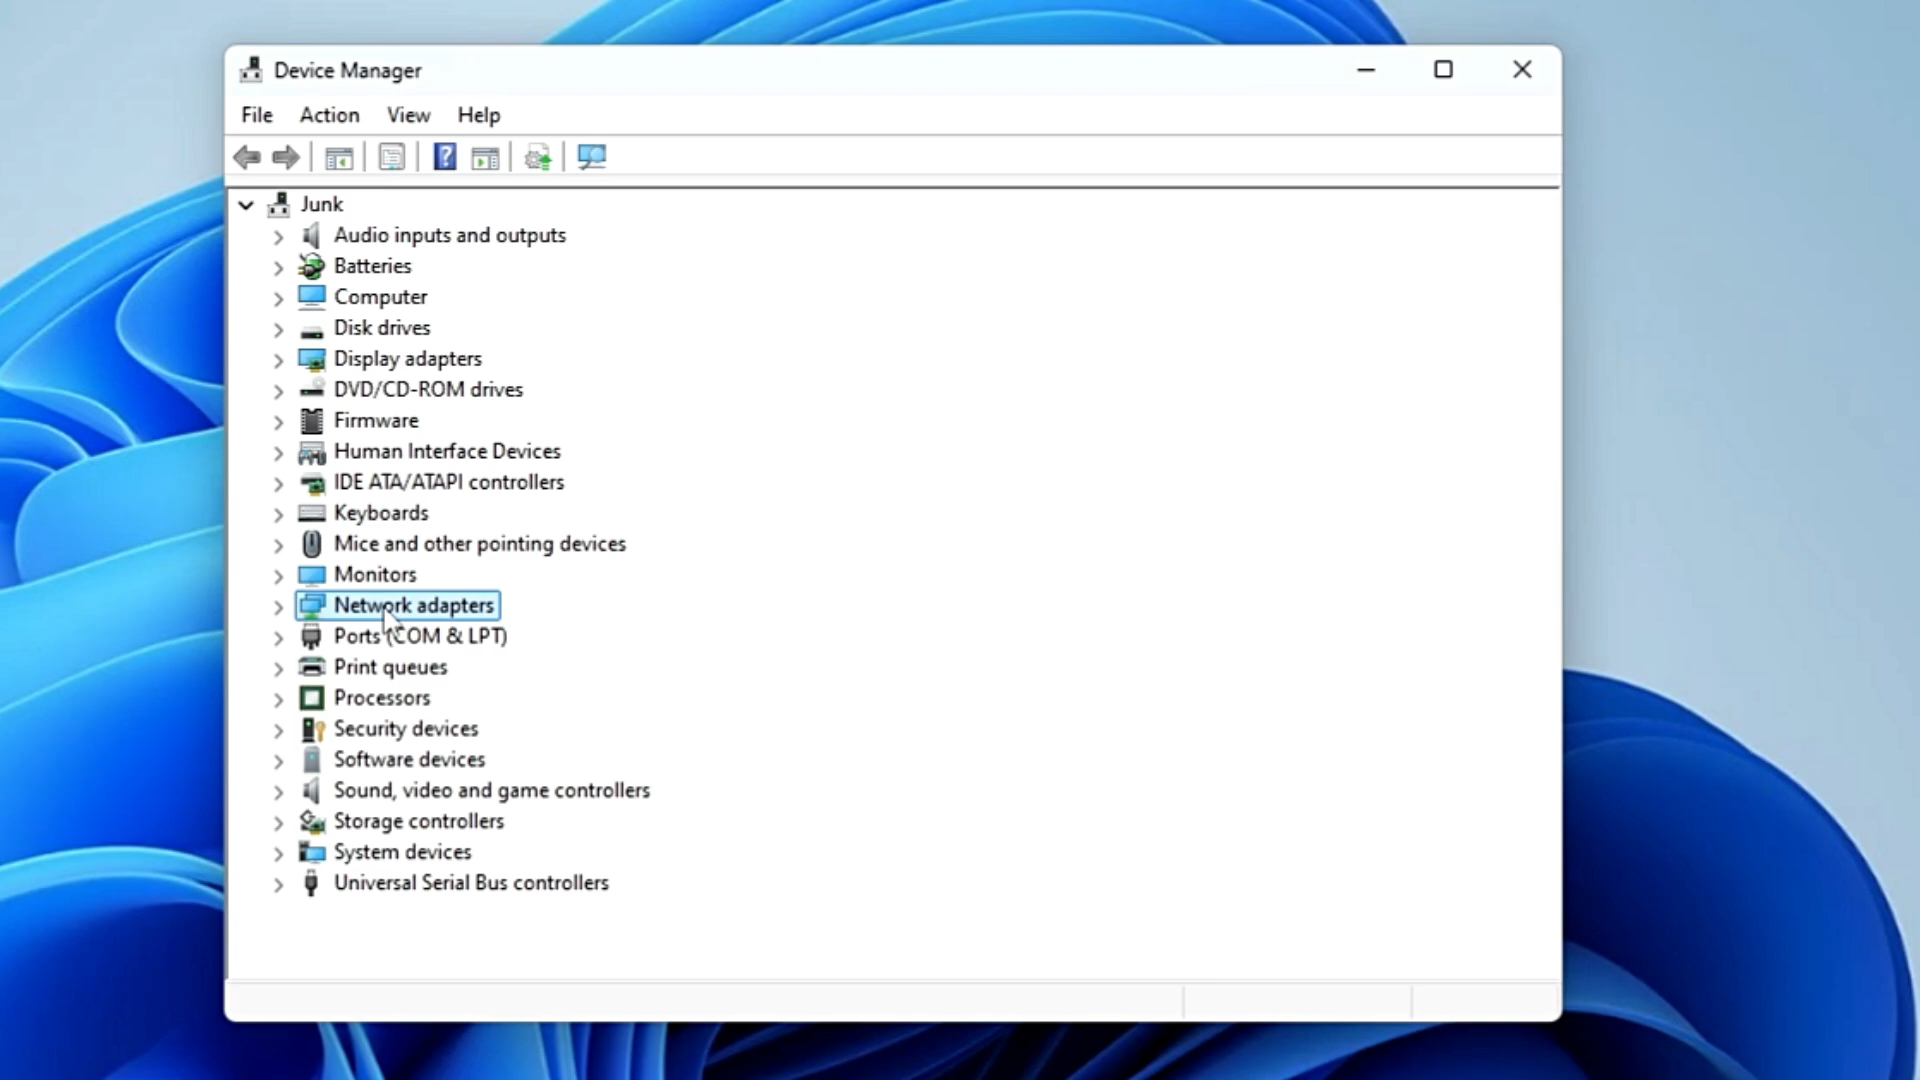 Device Manager
File Action View Help
Junk
Audio inputs and outputs
Batteries
Computer
Disk drives
Display adapters
DVD/CD-ROM drives
Firmware
Human Interface Devices
IDE ATA/ATAPI controllers
Keyboards
Mice and other pointing devices
Monitors
Network adapters
Ports (COM & LPT)
Print queues
Processors
Security devices
Software devices
Sound, video and game controllers
Storage controllers
System devices
Universal Serial Bus controllers